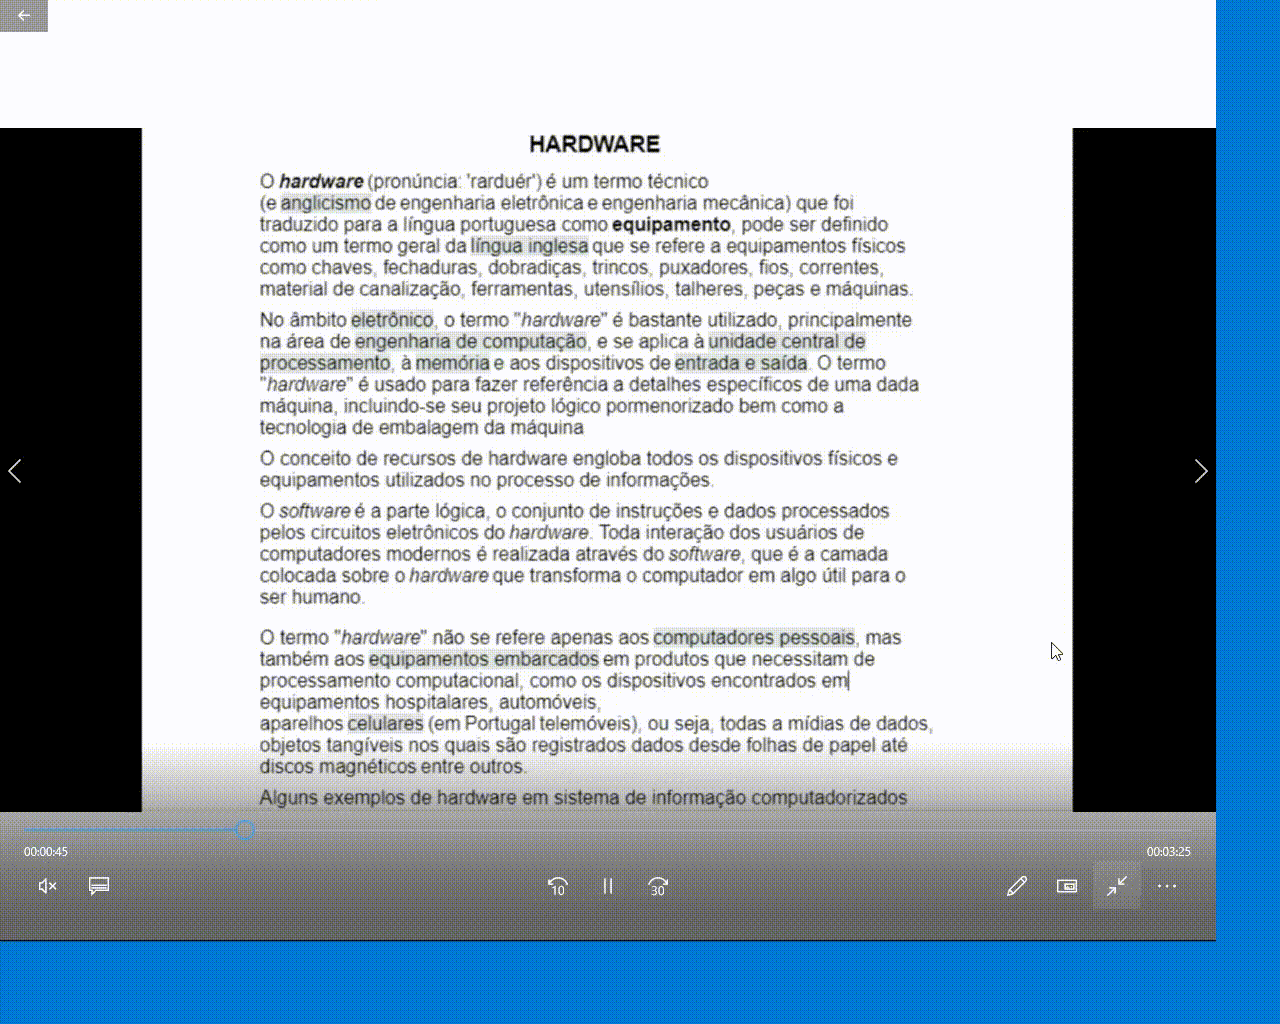 HARDWARE
O hardware (pronúncia: 'rarduér') é um termo técnico
(e anglicismo de engenharia eletrônica e engenharia mecânica) que foi
traduzido para a língua portuguesa como equipamento, pode ser definido
como um termo geral da língua inglesa que se refere a equipamentos físicos
como chaves, fechaduras, dobradiças, trincos, puxadores, fios, correntes,
material de canalização, ferramentas, utensílios, talheres, peças e máquinas.
No âmbito eletrônico, o termo "hardware" é bastante utilizado, principalmente
na área de engenharia de computação, e se aplica à unidade central de
processamento, à memória e aos dispositivos de entrada e saída. O termo
"hardware" é usado para fazer referência a detalhes específicos de uma dada
máquina, incluindo-se seu projeto lógico pormenorizado bem como a
tecnologia de embalagem da máquina
O conceito de recursos de hardware engloba todos os dispositivos físicos e
equipamentos utilizados no processo de informações.
O software é a parte lógica, o conjunto de instruções e dados processados
pelos circuitos eletrônicos do hardware. Toda interação dos usuários de
computadores modernos é realizada através do software, que é a camada
colocada sobre o hardware que transforma o computador em algo útil para o
ser humano.
O termo "hardware" não se refere apenas aos computadores pessoais, mas
também aos equipamentos embarcados em produtos que necessitam de
processamento computacional, como os dispositivos encontrados em
equipamentos hospitalares, automóveis,
aparelhos celulares (em Portugal telemóveis), ou seja, todas a mídias de dados,
objetos tangíveis nos quais são registrados dados desde folhas de papel até
discos magnéticos entre outros.
Alguns exemplos de hardware em sistema de informação computadorizados
00:00:45
00:03:25
10
30